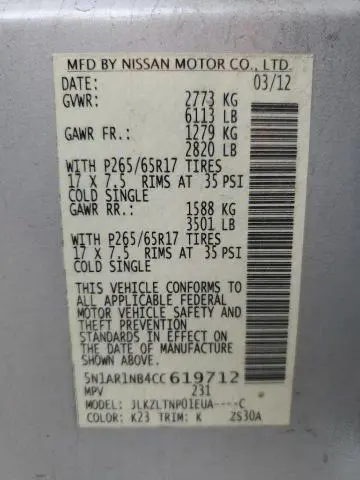 MFD BY NISSAN MOTOR CO., LTD.
DATE: 03/12
GVWR: 2773 KG
6113 LB
GAWR FR: 1279 KG
2820 LB
WITH P265/65R17 TIRES
17 X 7.5 RIMS AT 35 PSI
COLD SINGLE
GAWR RR: 1588 KG
3501 LB
WITH P265/65R17 TIRES
17 X 7.5 RIMS AT 35 PSI
COLD SINGLE
THIS VEHICLE CONFORMS TO
ALL APPLICABLE FEDERAL
MOTOR VEHICLE SAFETY AND
THEFT PREVENTION
STANDARDS IN EFFECT ON
THE DATE OF MANUFACTURE
SHOWN ABOVE.
5N1AR1NB4CC619712
MPV 231
MODEL: JLKZLTNP01EUA----C
COLOR: K23 TRIM: K 2S30A